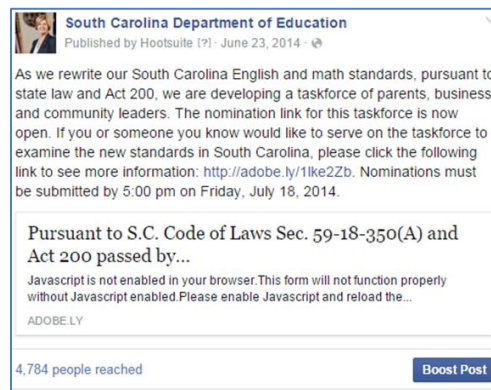 South Carolina Department of Education
Published by Hootsuite [?] · June 23, 2014 ·
As we rewrite our South Carolina English and math standards, pursuant to
state law and Act 200, we are developing a taskforce of parents, business
and community leaders. The nomination link for this taskforce is now
open. If you or someone you know would like to serve on the taskforce to
examine the new standards in South Carolina, please click the following
link to see more information: http://adobe.ly/1lke2Zb. Nominations must
be submitted by 5:00 pm on Friday, July 18, 2014.
Pursuant to S.C. Code of Laws Sec. 59-18-350(A) and
Act 200 passed by...
Javascript is not enabled in your browser.This form will not function properly
without Javascript enabled.Please enable Javascript and reload the...
ADOBE.LY
4,784 people reached
Boost Post